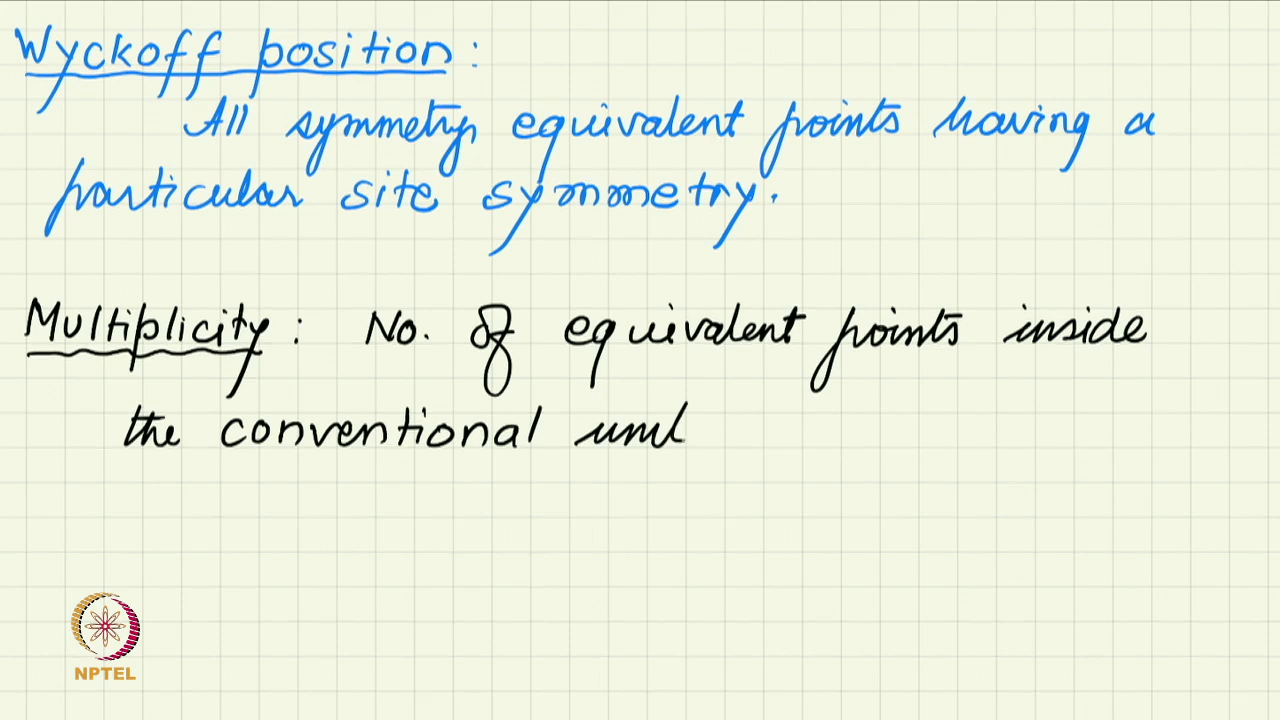 Wyckoff position :
All symmetry equivalent points having a
particular site symmetry.
Multiplicity : No. of equivalent points inside
the conventional unit
NPTEL